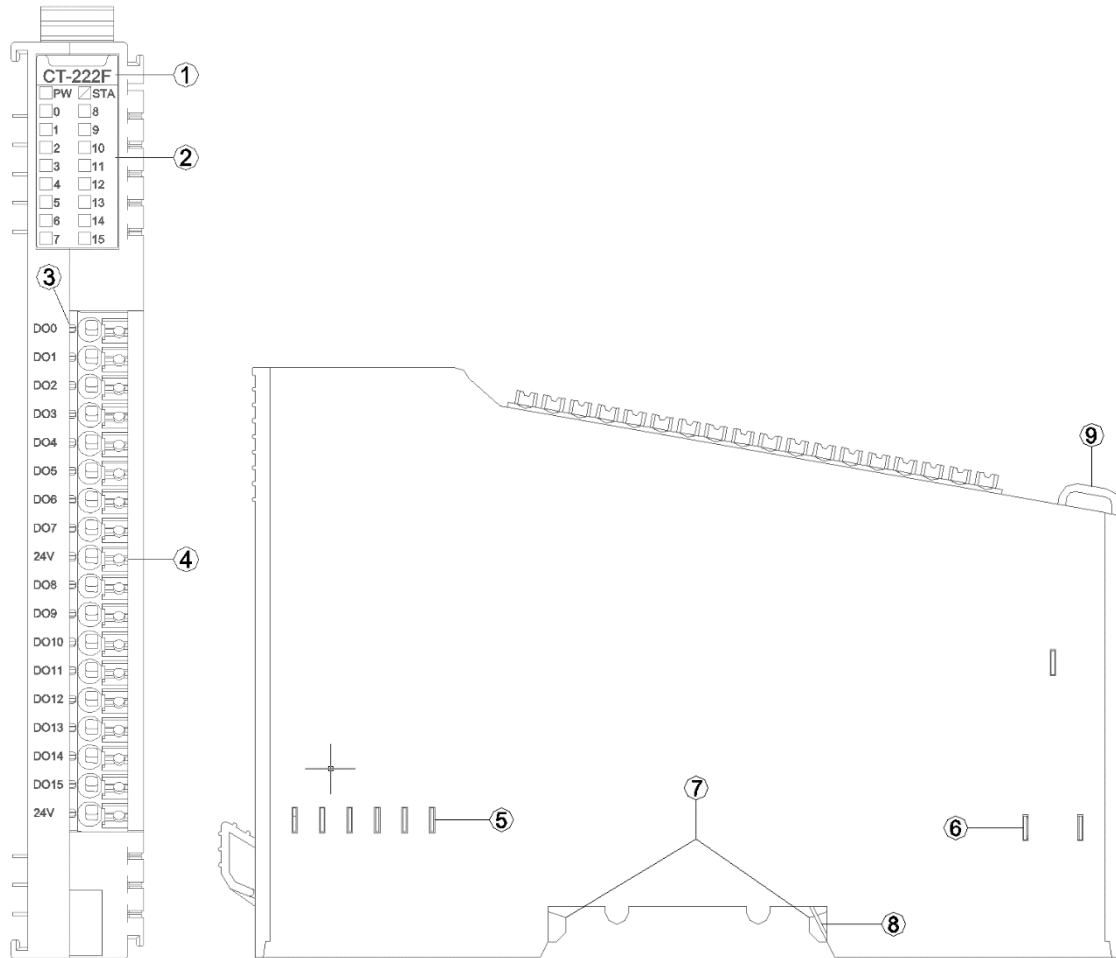 CT-222F ①
PW STA
0 8
1 9
2 10 ②
3 11
4 12
5 13
6 14
7 15
③
DO0
DO1
DO2
DO3
DO4
DO5
DO6
DO7
24V ④
DO8
DO9
DO10
DO11
DO12
DO13
DO14
DO15
24V
⑨
⑦
⑤ ⑥
⑧